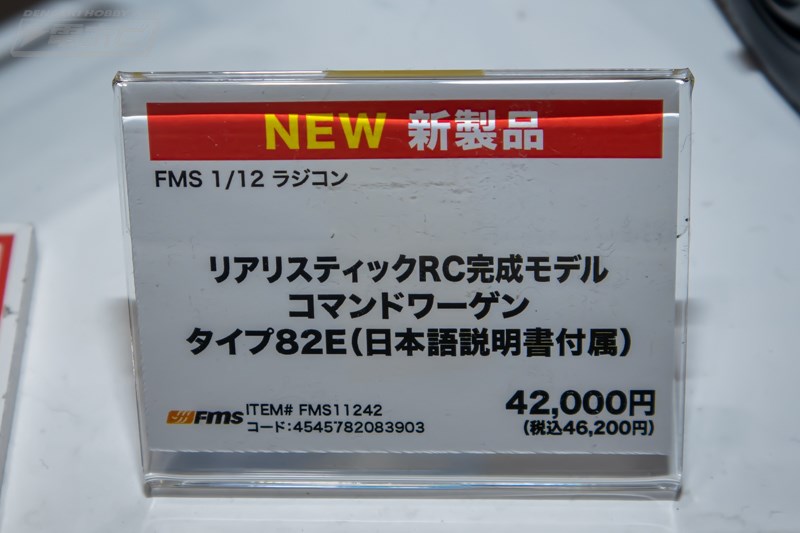 NEW 新製品
FMS 1/12 ラジコン
リアリスティックRC完成モデル
コマンドワーゲン
タイプ82E(日本語説明書付属)
FMS
ITEM# FMS11242
コード:4545782083903
42,000円
(税込46,200円)